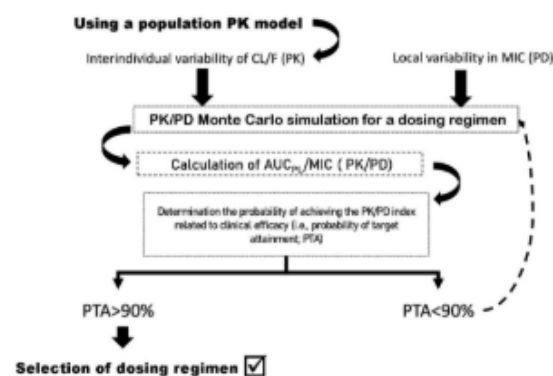 Using a population PK model
Interindividual variability of CL/F (PK)
Local variability in MIC (PD)
PK/PD Monte Carlo simulation for a dosing regimen
Calculation of AUCPL/MIC ( PK/PD)
Determination the probability of achieving the PK/PD index
related to clinical efficacy (i.e., probability of target
attainment; PTA)
PTA>90%
PTA<90%
Selection of dosing regimen ☑